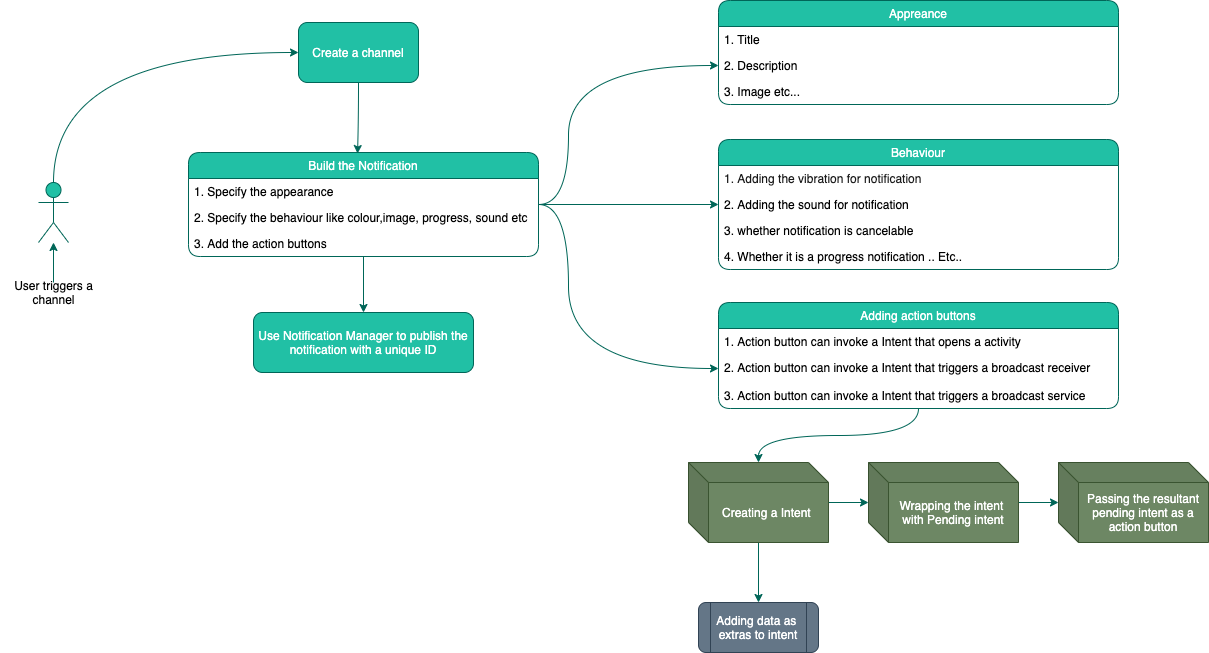 Create a channel
Build the Notification
1. Specify the appearance
2. Specify the behaviour like colour,image, progress, sound etc
3. Add the action buttons
User triggers a
channel
Use Notification Manager to publish the
notification with a unique ID
Appreance
1. Title
2. Description
3. Image etc...
Behaviour
1. Adding the vibration for notification
2. Adding the sound for notification
3. whether notification is cancelable
4. Whether it is a progress notification .. Etc..
Adding action buttons
1. Action button can invoke a Intent that opens a activity
2. Action button can invoke a Intent that triggers a broadcast receiver
3. Action button can invoke a Intent that triggers a broadcast service
Creating a Intent
Wrapping the intent
with Pending intent
Passing the resultant
pending intent as a
action button
Adding data as
extras to intent